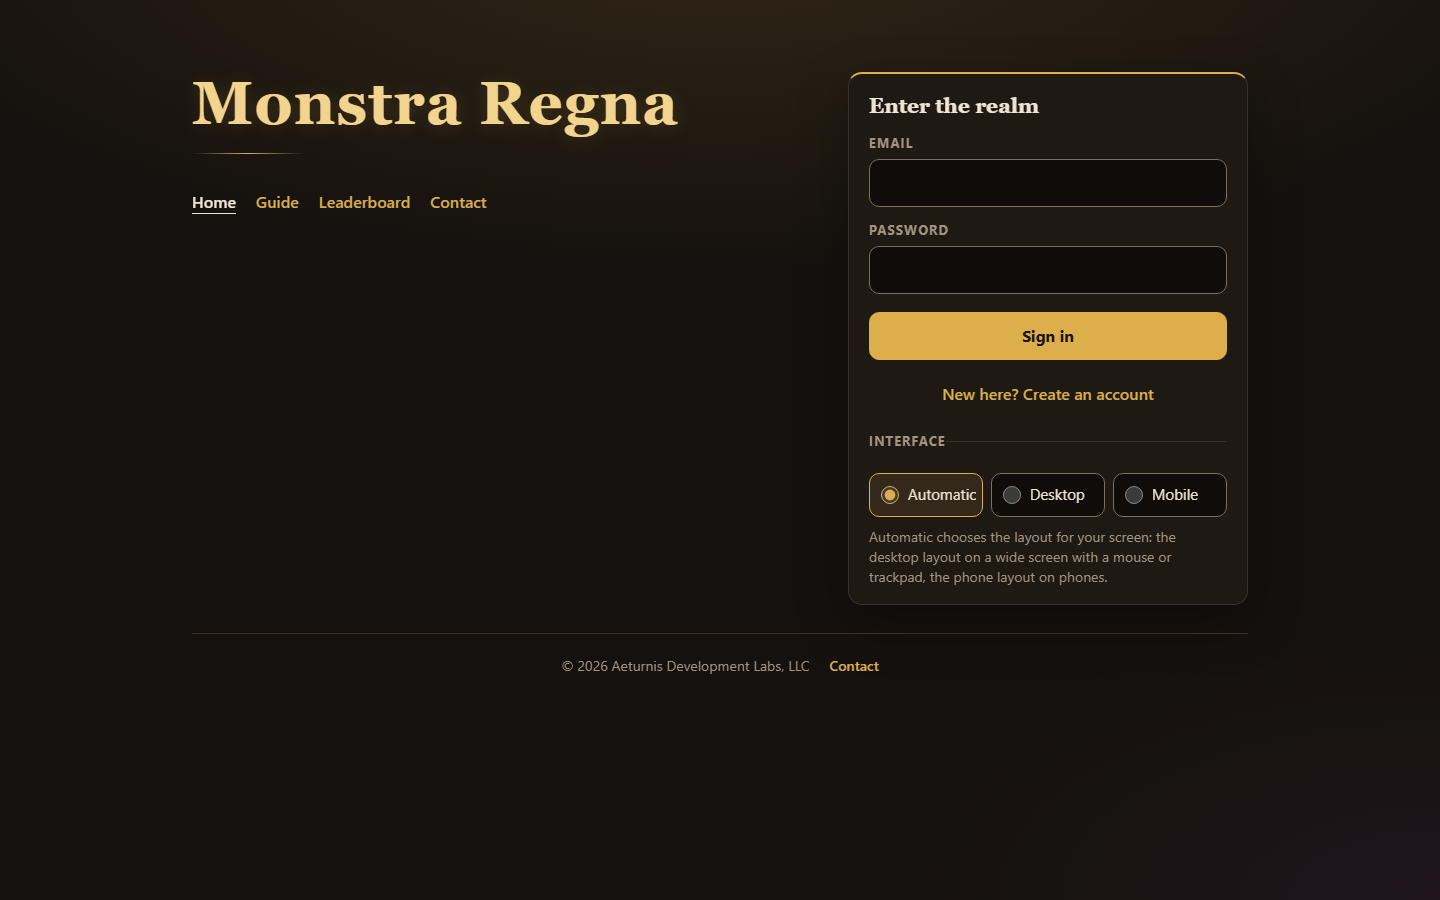 Monstra Regna
Home Guide Leaderboard Contact
Enter the realm
EMAIL
PASSWORD
Sign in
New here? Create an account
INTERFACE
Automatic Desktop Mobile
Automatic chooses the layout for your screen: the
desktop layout on a wide screen with a mouse or
trackpad, the phone layout on phones.
© 2026 Aeturnis Development Labs, LLC Contact